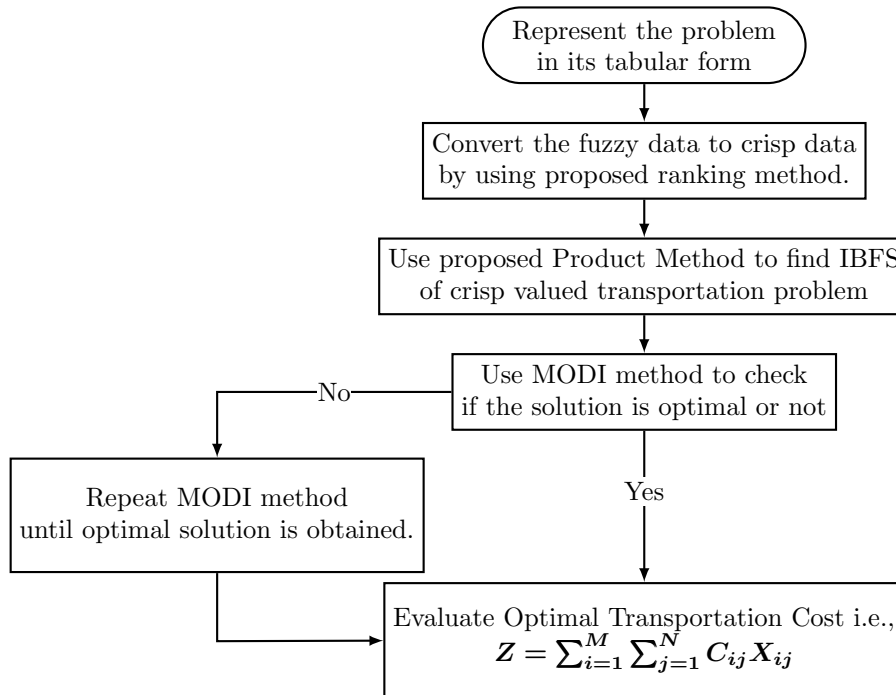 Represent the problem
in its tabular form
Convert the fuzzy data to crisp data
by using proposed ranking method.
Use proposed Product Method to find IBFS
of crisp valued transportation problem
Use MODI method to check
if the solution is optimal or not
No
Repeat MODI method
until optimal solution is obtained.
Yes
Evaluate Optimal Transportation Cost i.e.,
$Z = \sum_{i=1}^{M} \sum_{j=1}^{N} C_{ij} X_{ij}$